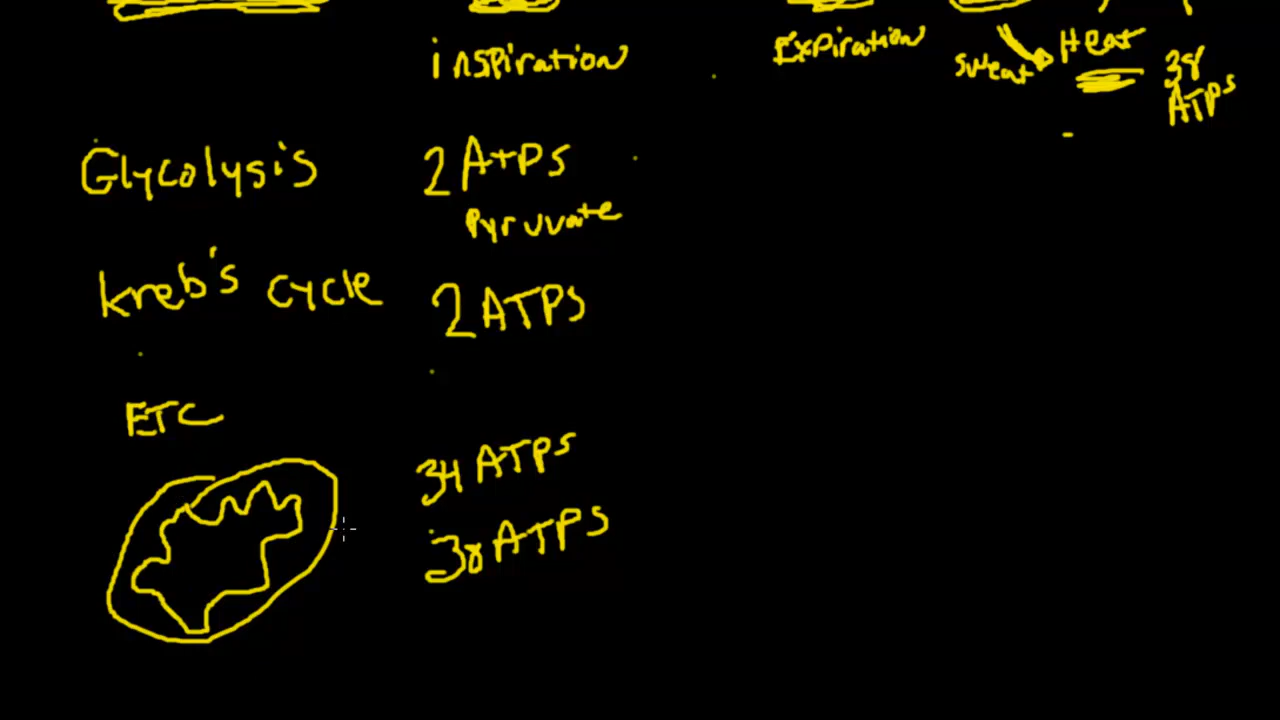 inspiration Expiration sweat Heat 38
ATPs
Glycolysis 2 ATPs
Pyruvate
Kreb's cycle 2 ATPS
ETC
34 ATPS
38 ATPS